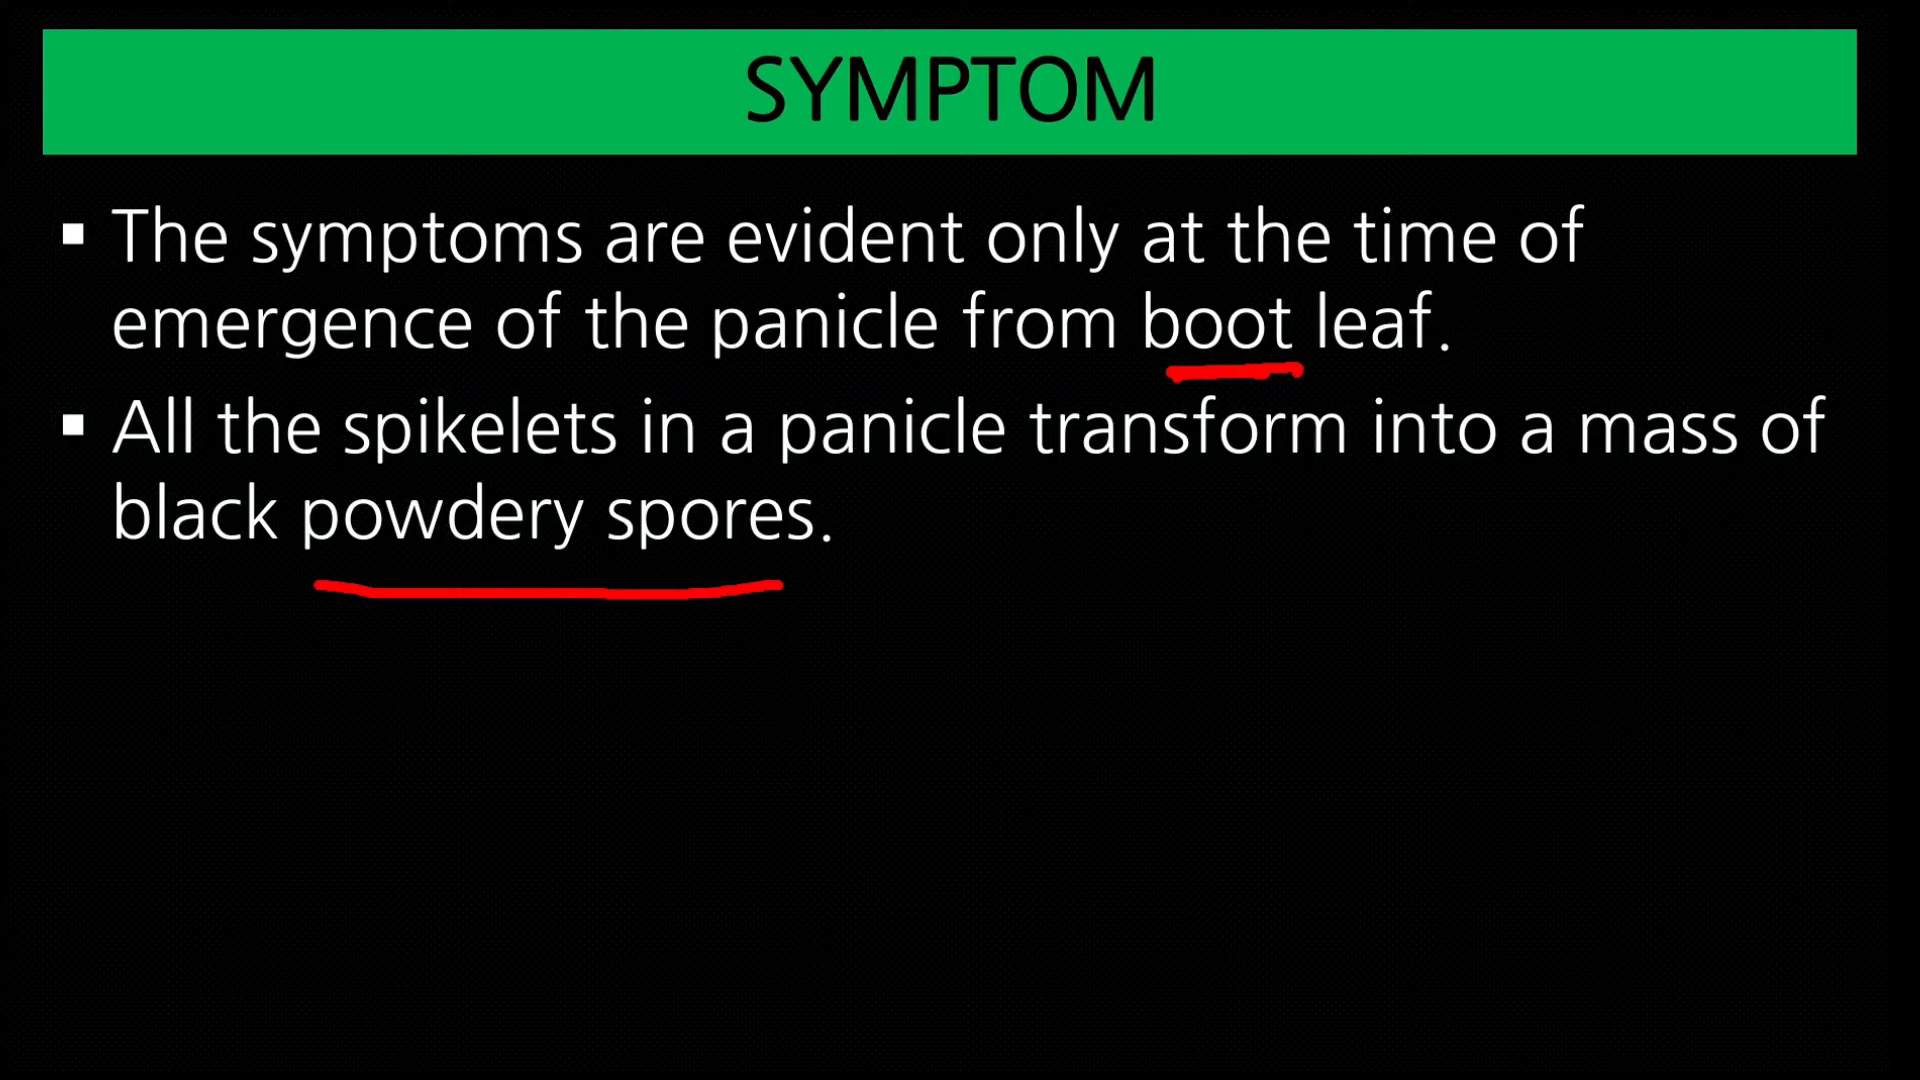 SYMPTOM
▪ The symptoms are evident only at the time of
emergence of the panicle from boot leaf.
▪ All the spikelets in a panicle transform into a mass of
black powdery spores.